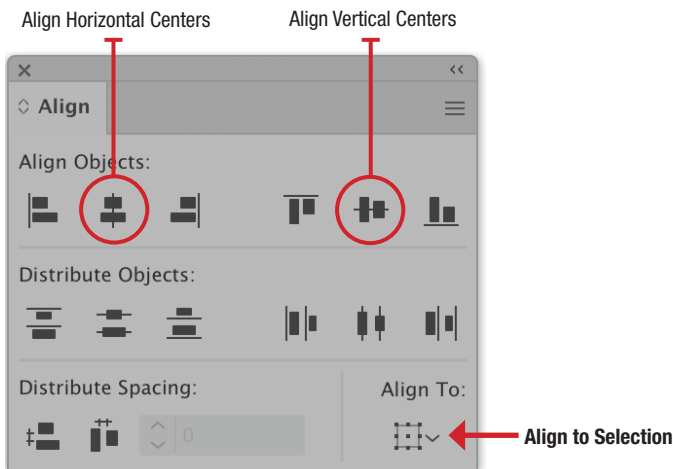 Align Horizontal Centers Align Vertical Centers
Align
Align Objects:
Distribute Objects:
Distribute Spacing: Align To:
0
Align to Selection